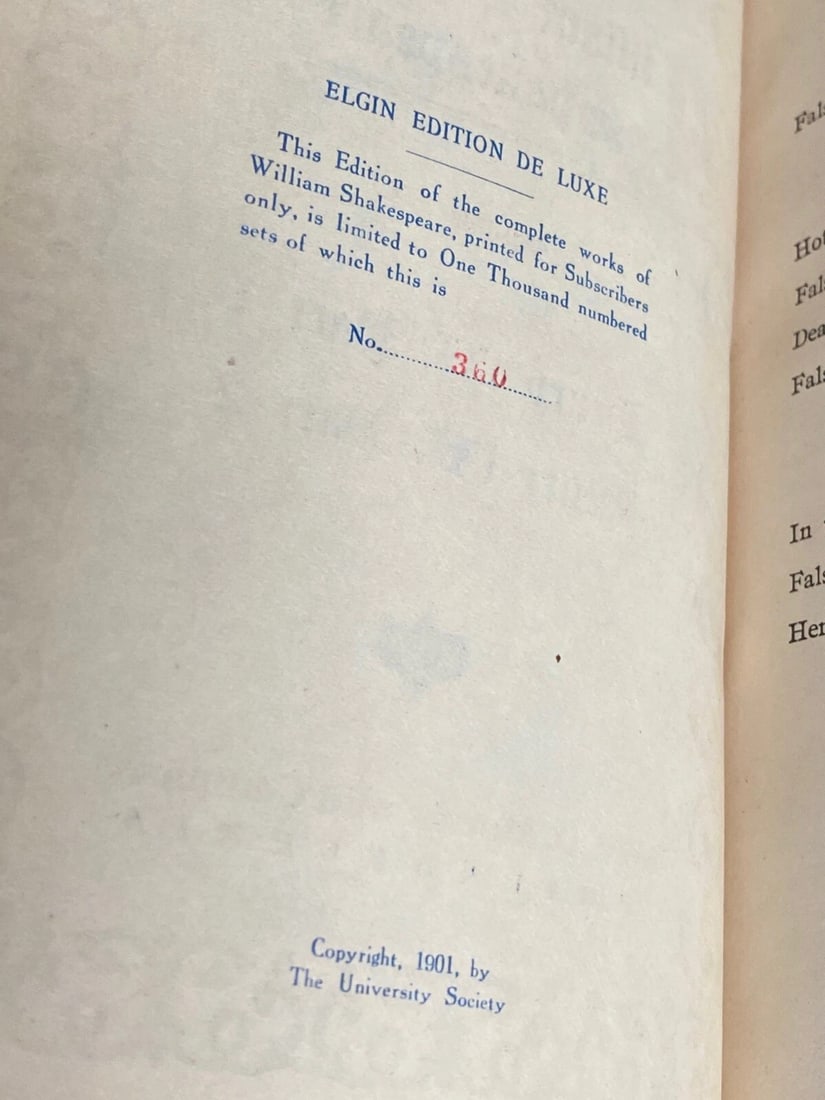 ELGIN EDITION DE LUXE
This Edition of the complete works of
William Shakespeare, printed for Subscribers
only, is limited to One Thousand numbered
sets of which this is
No. 360
Copyright, 1901, by
The University Society
In